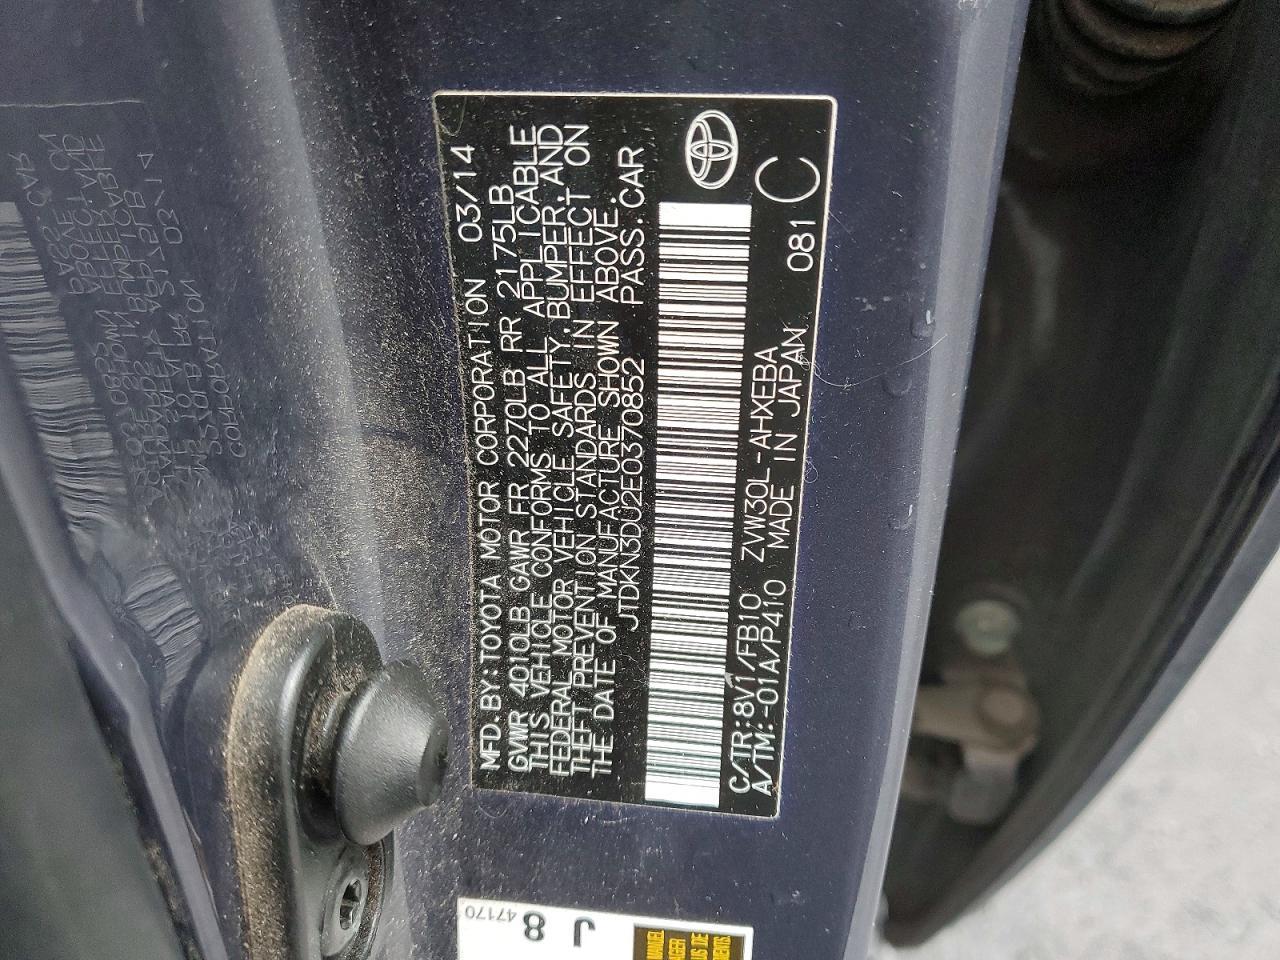 MFD. BY: TOYOTA MOTOR CORPORATION 03/14
GVWR 4010LB GAWR FR 2270LB RR 2175LB
THIS VEHICLE CONFORMS TO ALL APPLICABLE
FEDERAL MOTOR VEHICLE SAFETY, BUMPER, AND
THEFT PREVENTION STANDARDS IN EFFECT ON
THE DATE OF MANUFACTURE SHOWN ABOVE.
JTDKN3DU2E0370852 PASS. CAR
C/TR: 8V1/FB10 ZVW30L-AHXEBA 081 C
A/TM: -01A/P410 MADE IN JAPAN
J 8
47170